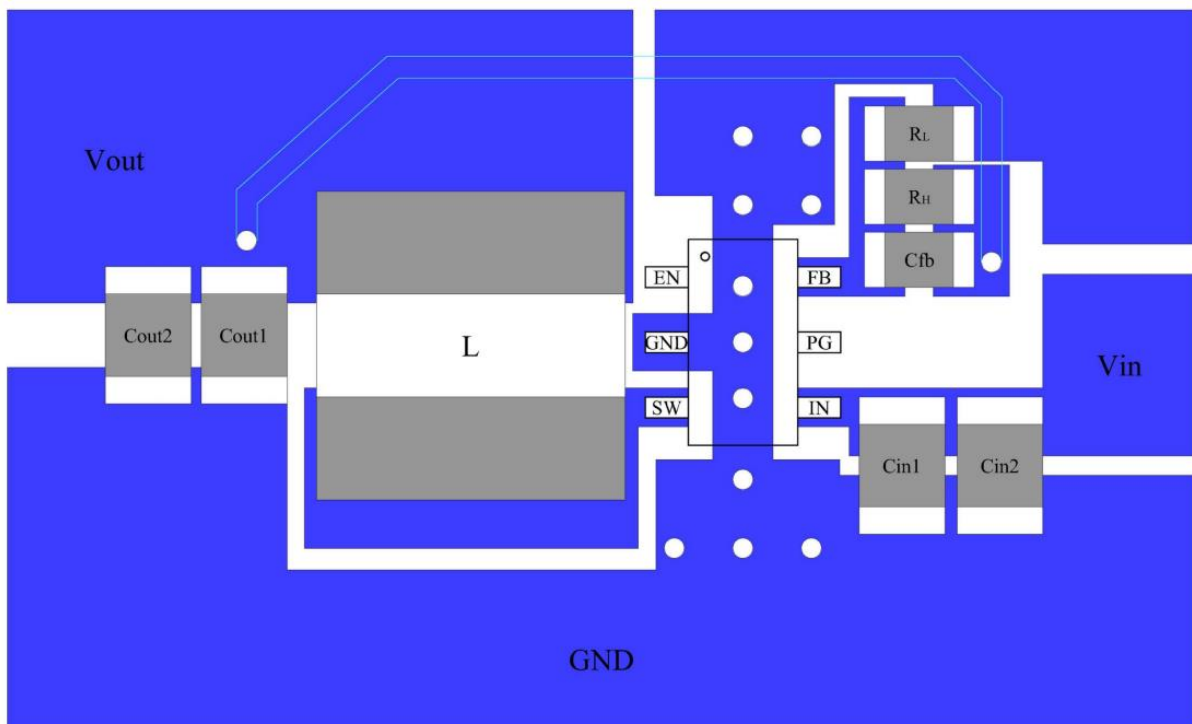 RL
Vout
RH
Cfb
EN
FB
Cout2
Cout1
L
GND
PG
Vin
SW
IN
Cin1
Cin2
GND